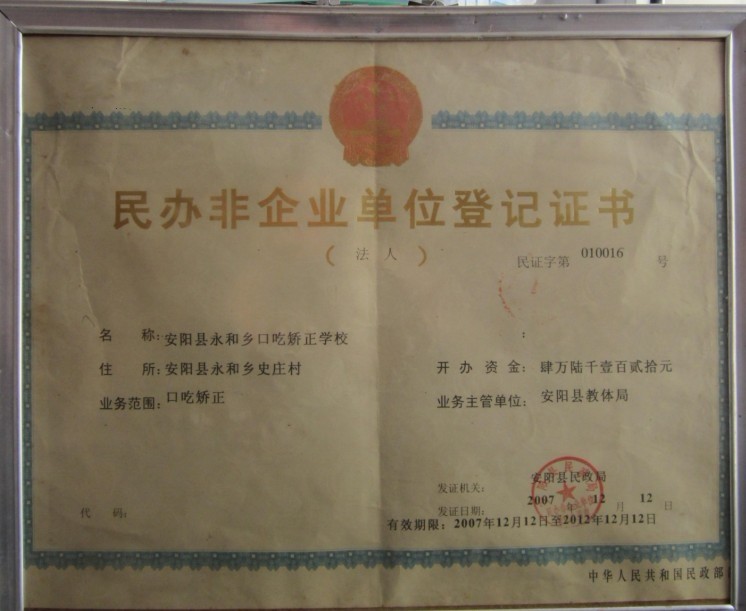 民办非企业单位登记证书
(法人)
民证字第 010016 号
名 称: 安阳县永和乡口吃矫正学校
:
住 所: 安阳县永和乡史庄村
开 办 资 金: 肆万陆千壹百贰拾元
业务范围: 口吃矫正
业务主管单位: 安阳县教体局
发证机关: 安阳县民政局
代 码:
发证日期: 2007 年 12 月 12 日
有效期限: 2007年12月12日至2012年12月12日
中华人民共和国民政部